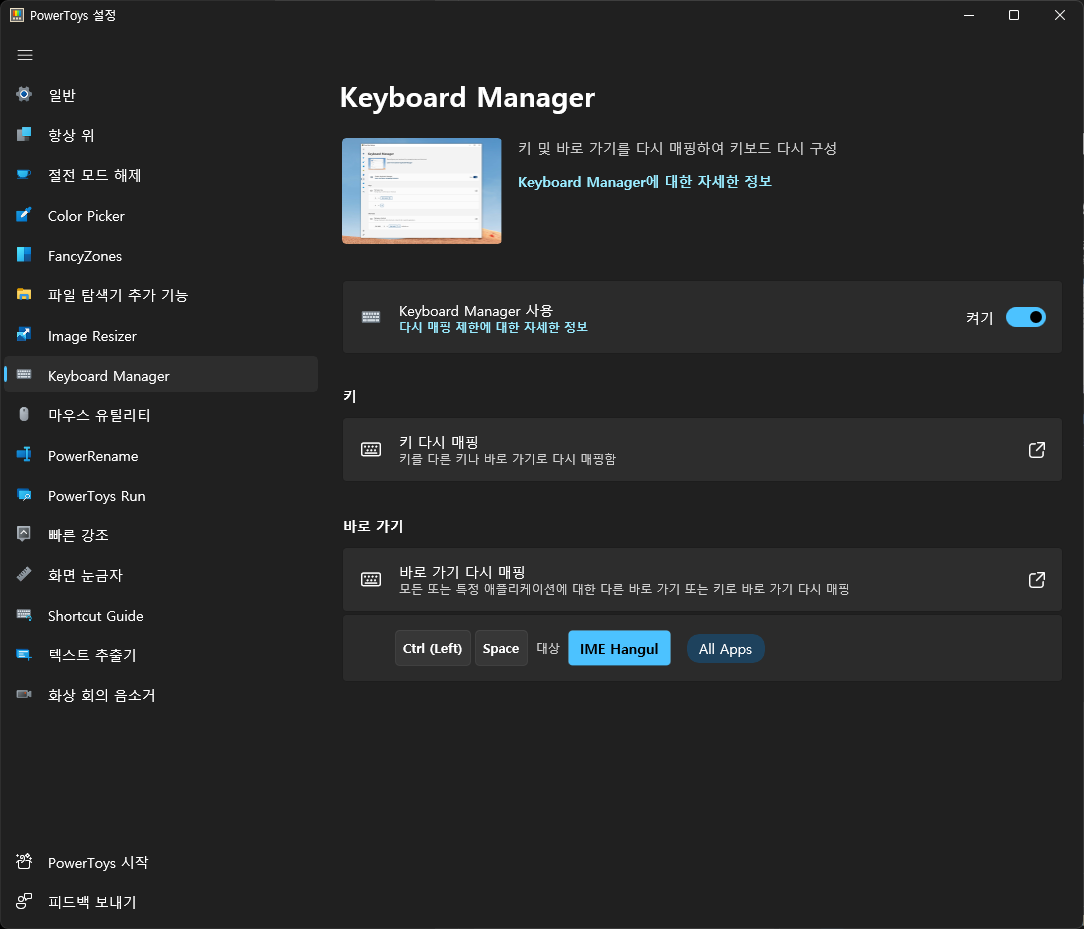 PowerToys 설정
일반
항상 위
절전 모드 해제
Color Picker
FancyZones
파일 탐색기 추가 기능
Image Resizer
Keyboard Manager
마우스 유틸리티
PowerRename
PowerToys Run
빠른 강조
화면 눈금자
Shortcut Guide
텍스트 추출기
화상 회의 음소거
PowerToys 시작
피드백 보내기
Keyboard Manager
키 및 바로 가기를 다시 매핑하여 키보드 다시 구성
Keyboard Manager에 대한 자세한 정보
Keyboard Manager 사용
다시 매핑 제한에 대한 자세한 정보
켜기
키
키 다시 매핑
키를 다른 키나 바로 가기로 다시 매핑함
바로 가기
바로 가기 다시 매핑
모든 또는 특정 애플리케이션에 대한 다른 바로 가기 또는 키로 바로 가기 다시 매핑
Ctrl (Left) Space 대상 IME Hangul All Apps